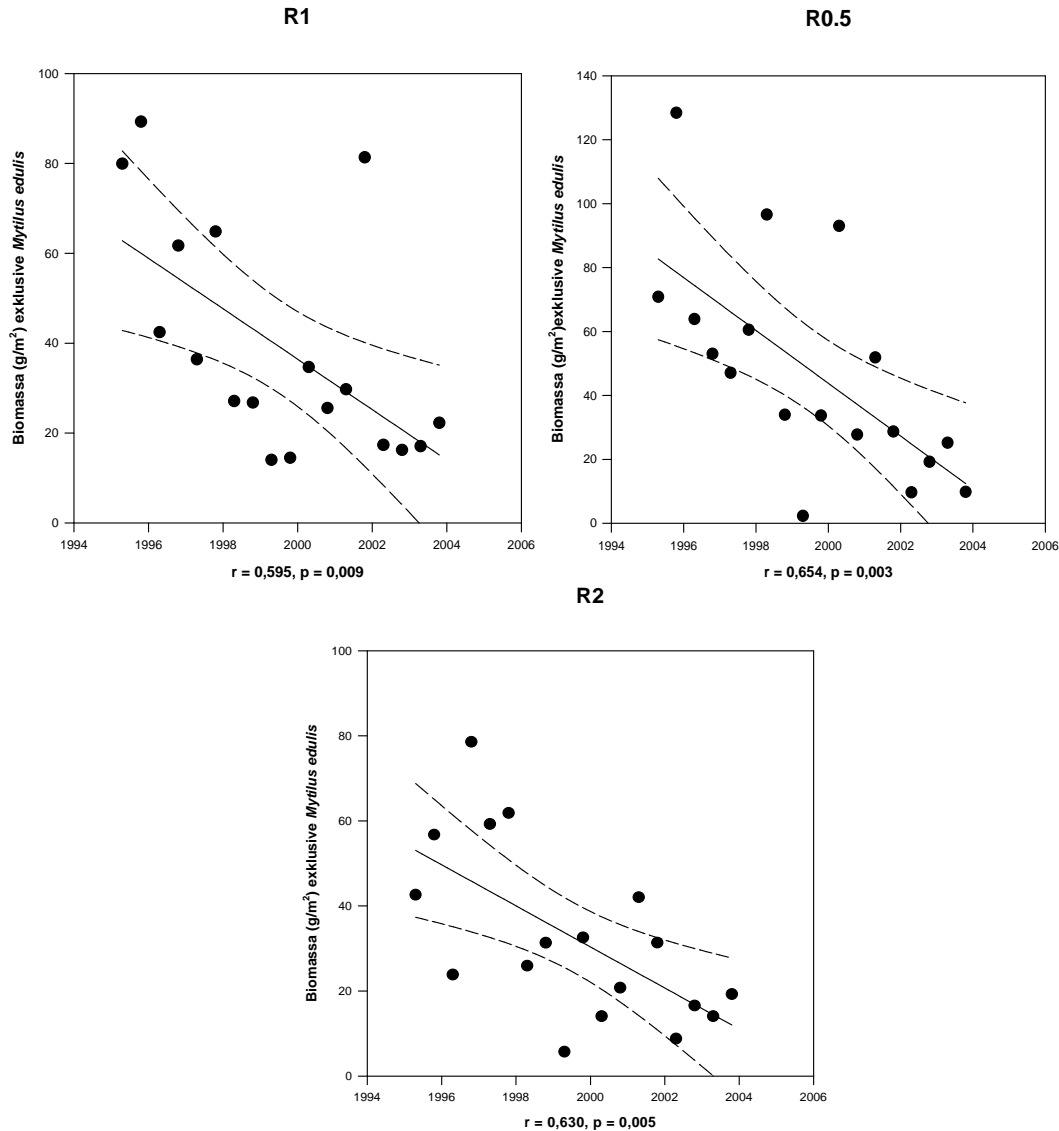 R1
R0.5
Biomassa (g/m²) exklusive Mytilus edulis
100
80
60
40
20
0
1994 1996 1998 2000 2002 2004 2006
r = 0,595, p = 0,009
Biomassa (g/m²)exklusive Mytilus edulis
140
120
100
80
60
40
20
0
1994 1996 1998 2000 2002 2004 2006
r = 0,654, p = 0,003
R2
Biomassa (g/m²) exklusive Mytilus edulis
100
80
60
40
20
0
1994 1996 1998 2000 2002 2004 2006
r = 0,630, p = 0,005